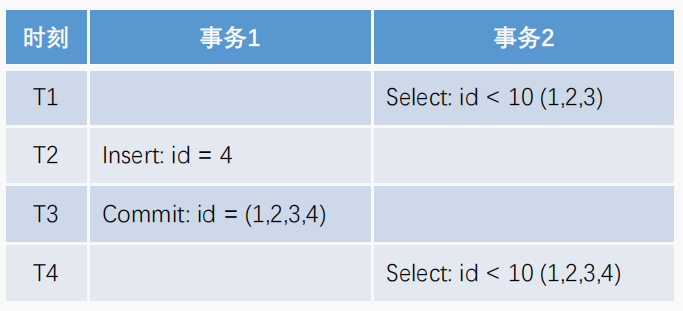 时刻 事务1 事务2
T1 Select: id < 10 (1,2,3)
T2 Insert: id = 4
T3 Commit: id = (1,2,3,4)
T4 Select: id < 10 (1,2,3,4)